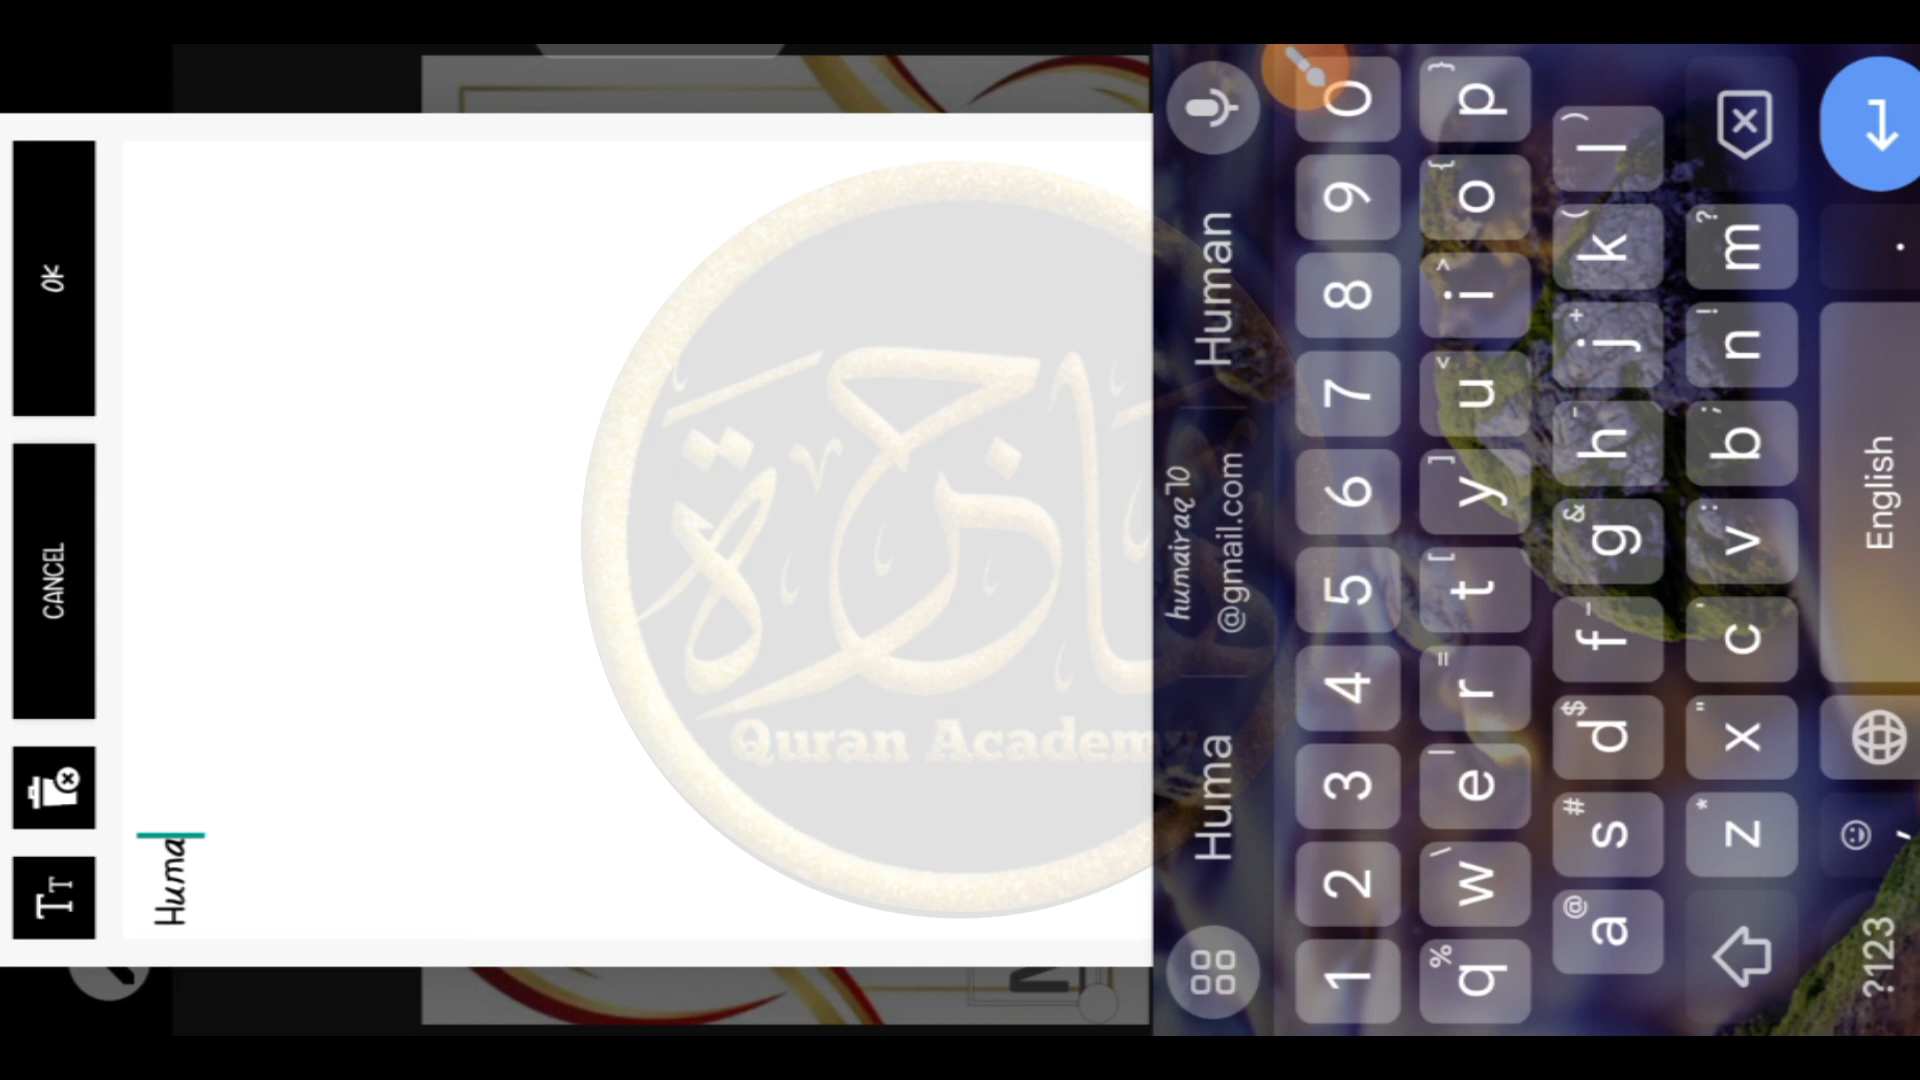 Huma
T T
CANCEL
OK
Quran Academy
Huma
humairaq70
@gmail.com
Human
1 2 3 4 5 6 7 8 9 0
% \ | = [ ] < > { }
q w e r t y u i o p
@ # $ _ & - + ( )
a s d f g h j k l
* " ' : ; ! ?
z x c v b n m
?123
,
English
.
N